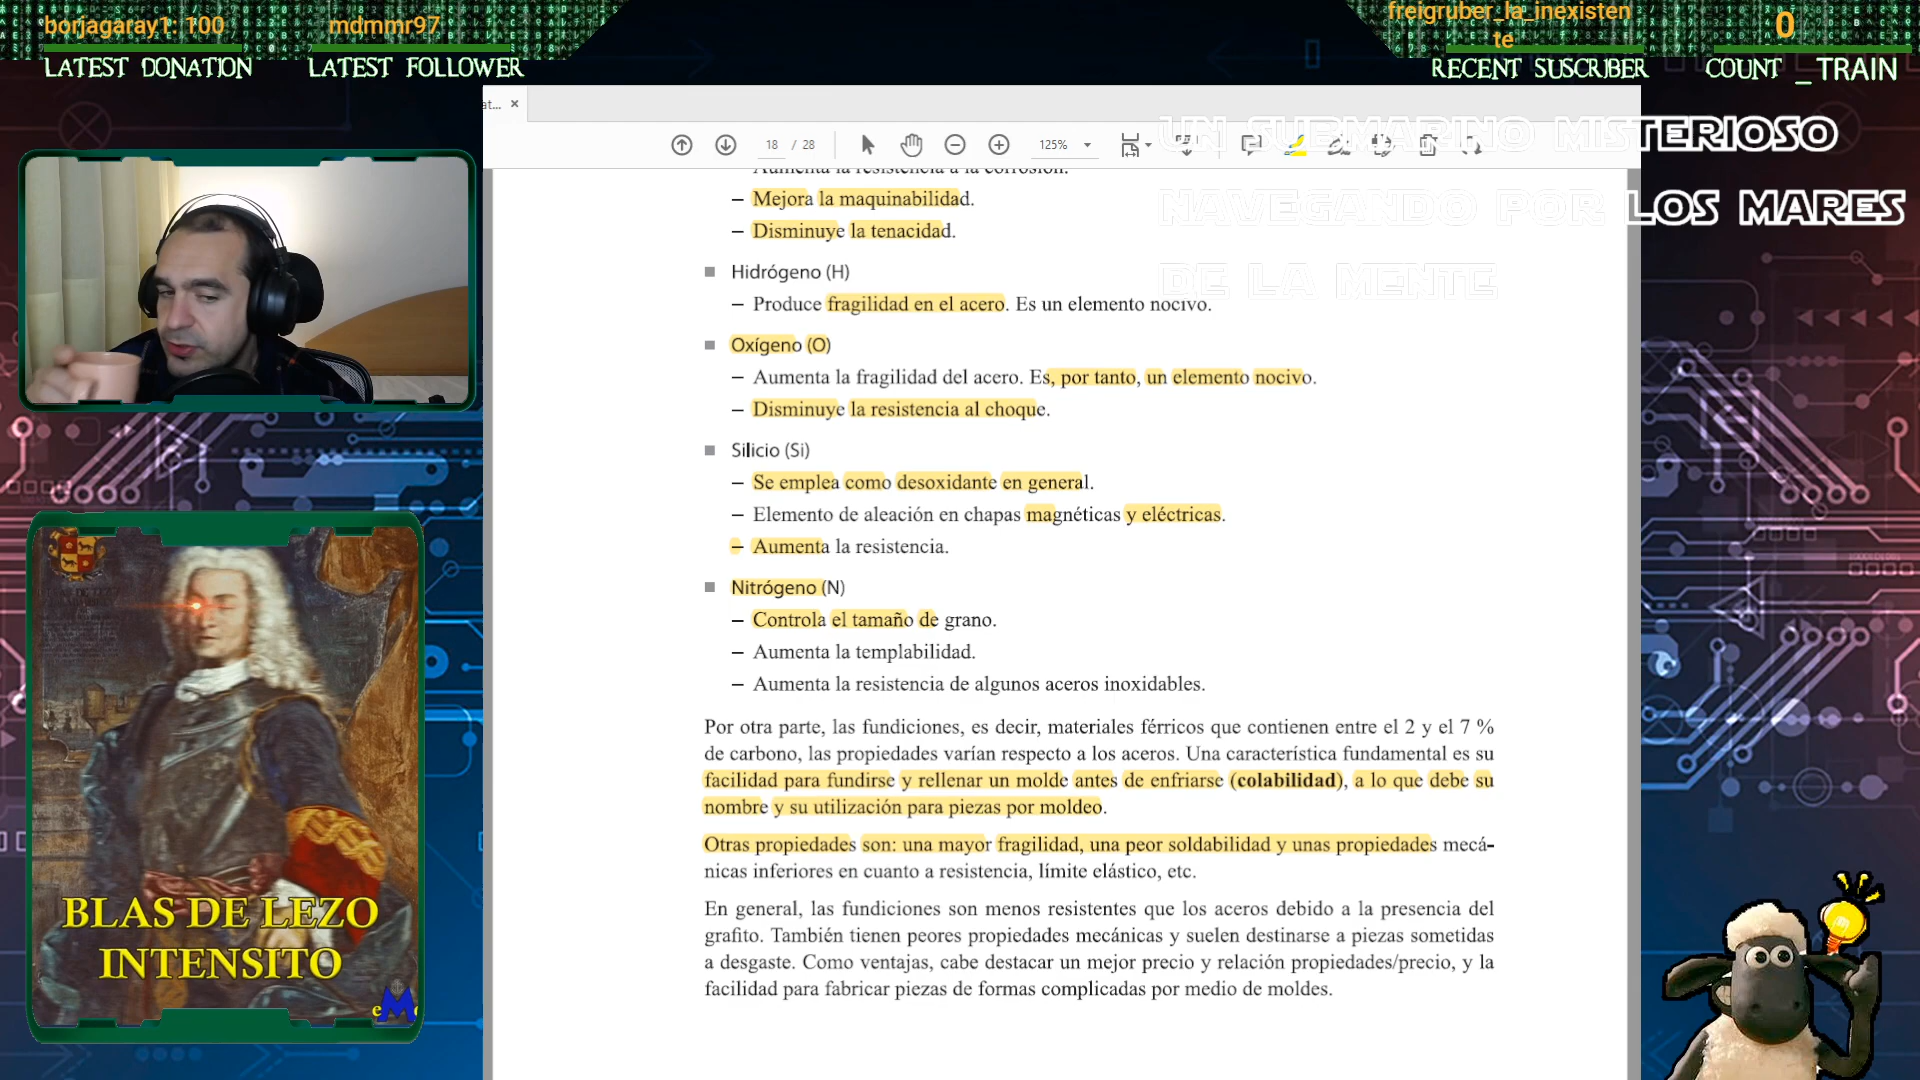 borjagaray1: 100
mdmmr97
freigruber_la_inexisten
te
0
LATEST DONATION
LATEST FOLLOWER
RECENT SUSCRIBER
COUNT _TRAIN
at... ×
18 / 28
125%
UN SUBMARINO MISTERIOSO
NAVEGANDO POR LOS MARES
DE LA MENTE
Aumenta la resistencia a la corrosión.
– Mejora la maquinabilidad.
– Disminuye la tenacidad.
■ Hidrógeno (H)
– Produce fragilidad en el acero. Es un elemento nocivo.
■ Oxígeno (O)
– Aumenta la fragilidad del acero. Es, por tanto, un elemento nocivo.
– Disminuye la resistencia al choque.
■ Silicio (Si)
– Se emplea como desoxidante en general.
– Elemento de aleación en chapas magnéticas y eléctricas.
– Aumenta la resistencia.
■ Nitrógeno (N)
– Controla el tamaño de grano.
– Aumenta la templabilidad.
– Aumenta la resistencia de algunos aceros inoxidables.
Por otra parte, las fundiciones, es decir, materiales férricos que contienen entre el 2 y el 7 %
de carbono, las propiedades varían respecto a los aceros. Una característica fundamental es su
facilidad para fundirse y rellenar un molde antes de enfriarse (colabilidad), a lo que debe su
nombre y su utilización para piezas por moldeo.
Otras propiedades son: una mayor fragilidad, una peor soldabilidad y unas propiedades mecá-
nicas inferiores en cuanto a resistencia, límite elástico, etc.
En general, las fundiciones son menos resistentes que los aceros debido a la presencia del
grafito. También tienen peores propiedades mecánicas y suelen destinarse a piezas sometidas
a desgaste. Como ventajas, cabe destacar un mejor precio y relación propiedades/precio, y la
facilidad para fabricar piezas de formas complicadas por medio de moldes.
BLAS DE LEZO
INTENSITO